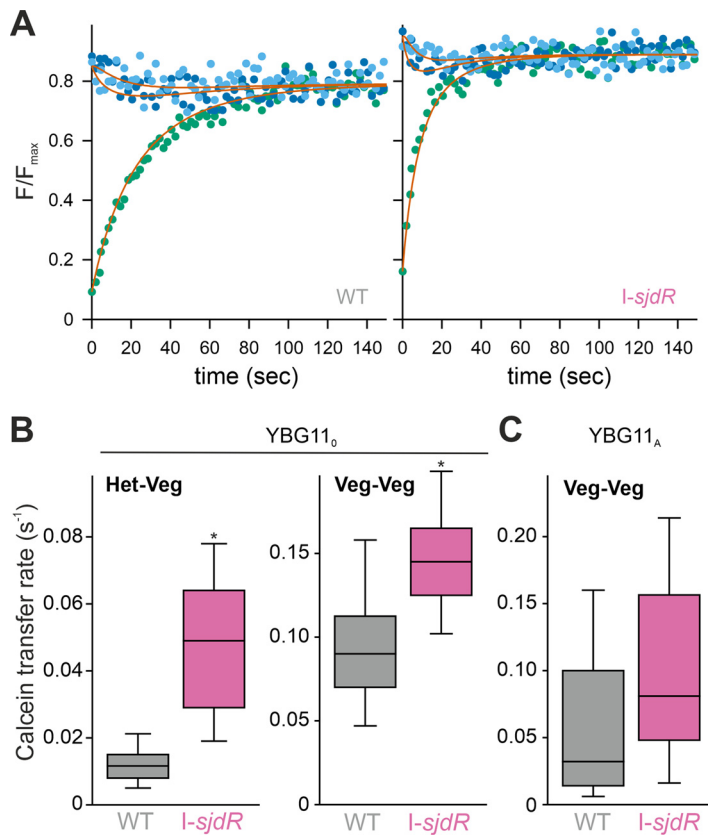 A
F/Fmax
0.8
0.6
0.4
0.2
0
0 20 40 60 80 100 120 140
time (sec)
WT
0 20 40 60 80 100 120 140
time (sec)
I-sjdR
B
YBG11₀
Het-Veg
Calcein transfer rate (s⁻¹)
0.08
0.06
0.04
0.02
0
*
WT I-sjdR
Veg-Veg
0.15
0.10
0.05
0
*
WT I-sjdR
C
YBG11A
Veg-Veg
0.20
0.15
0.10
0.05
0
WT I-sjdR